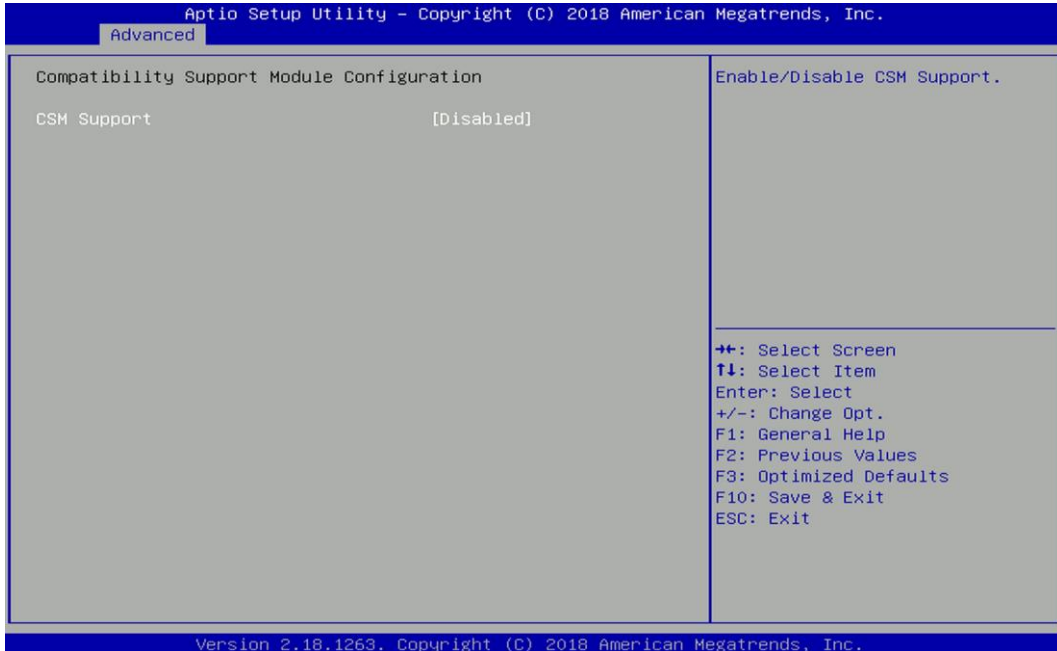 Aptio Setup Utility – Copyright (C) 2018 American Megatrends, Inc.
Advanced
Compatibility Support Module Configuration
CSM Support [Disabled]
Enable/Disable CSM Support.
→←: Select Screen
↑↓: Select Item
Enter: Select
+/-: Change Opt.
F1: General Help
F2: Previous Values
F3: Optimized Defaults
F10: Save & Exit
ESC: Exit
Version 2.18.1263. Copyright (C) 2018 American Megatrends, Inc.